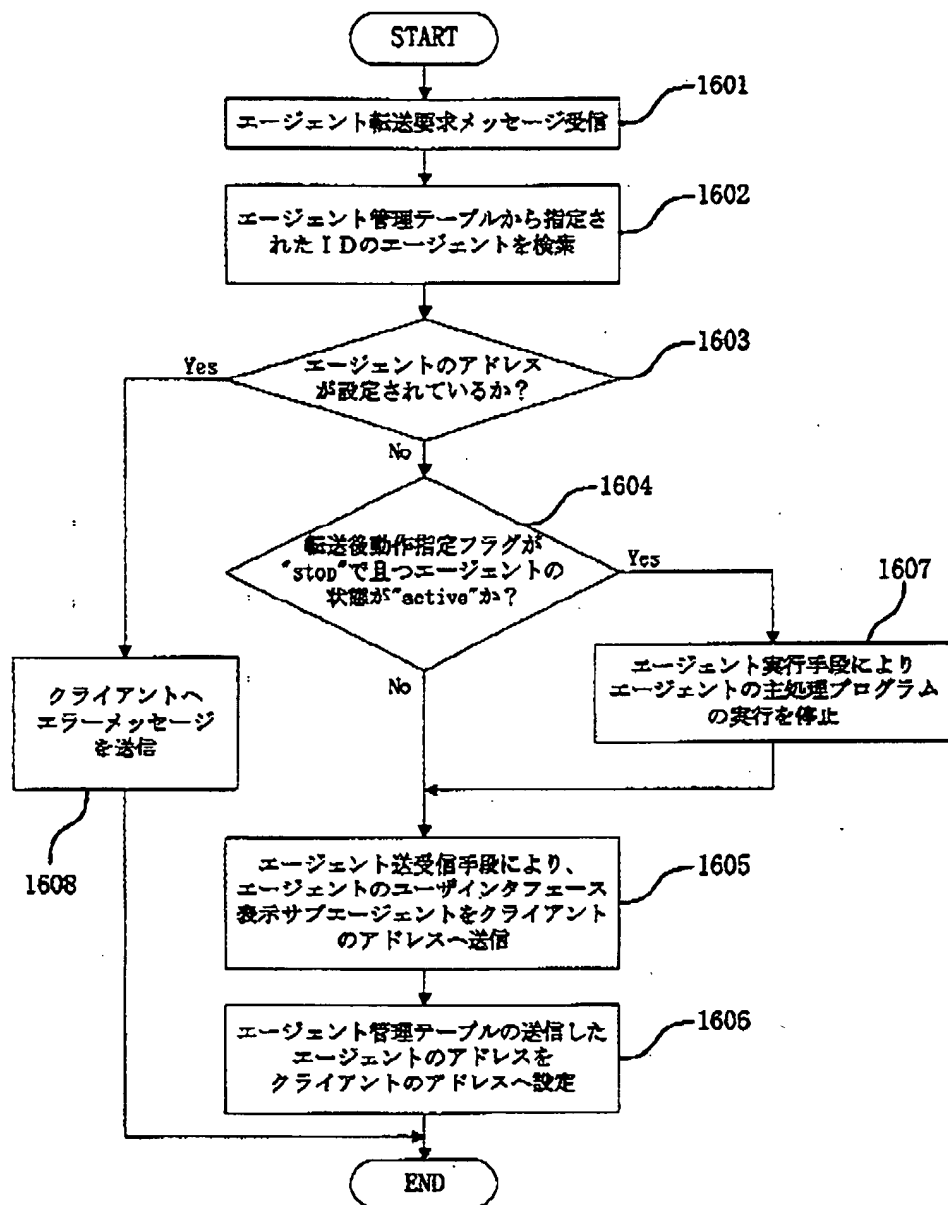 START
1601
エージェント転送要求メッセージ受信
1602
エージェント管理テーブルから指定さ
れたIDのエージェントを検索
1603
Yes
エージェントのアドレス
が設定されているか?
No
1604
転送後動作指定フラグが
"stop"で且つエージェントの
状態が"active"か?
Yes
1607
No
エージェント実行手段により
エージェントの主処理プログラム
の実行を停止
クライアントへ
エラーメッセージ
を送信
1608
1605
エージェント送受信手段により、
エージェントのユーザインタフェース
表示サブエージェントをクライアント
のアドレスへ送信
1606
エージェント管理テーブルの送信した
エージェントのアドレスを
クライアントのアドレスへ設定
END